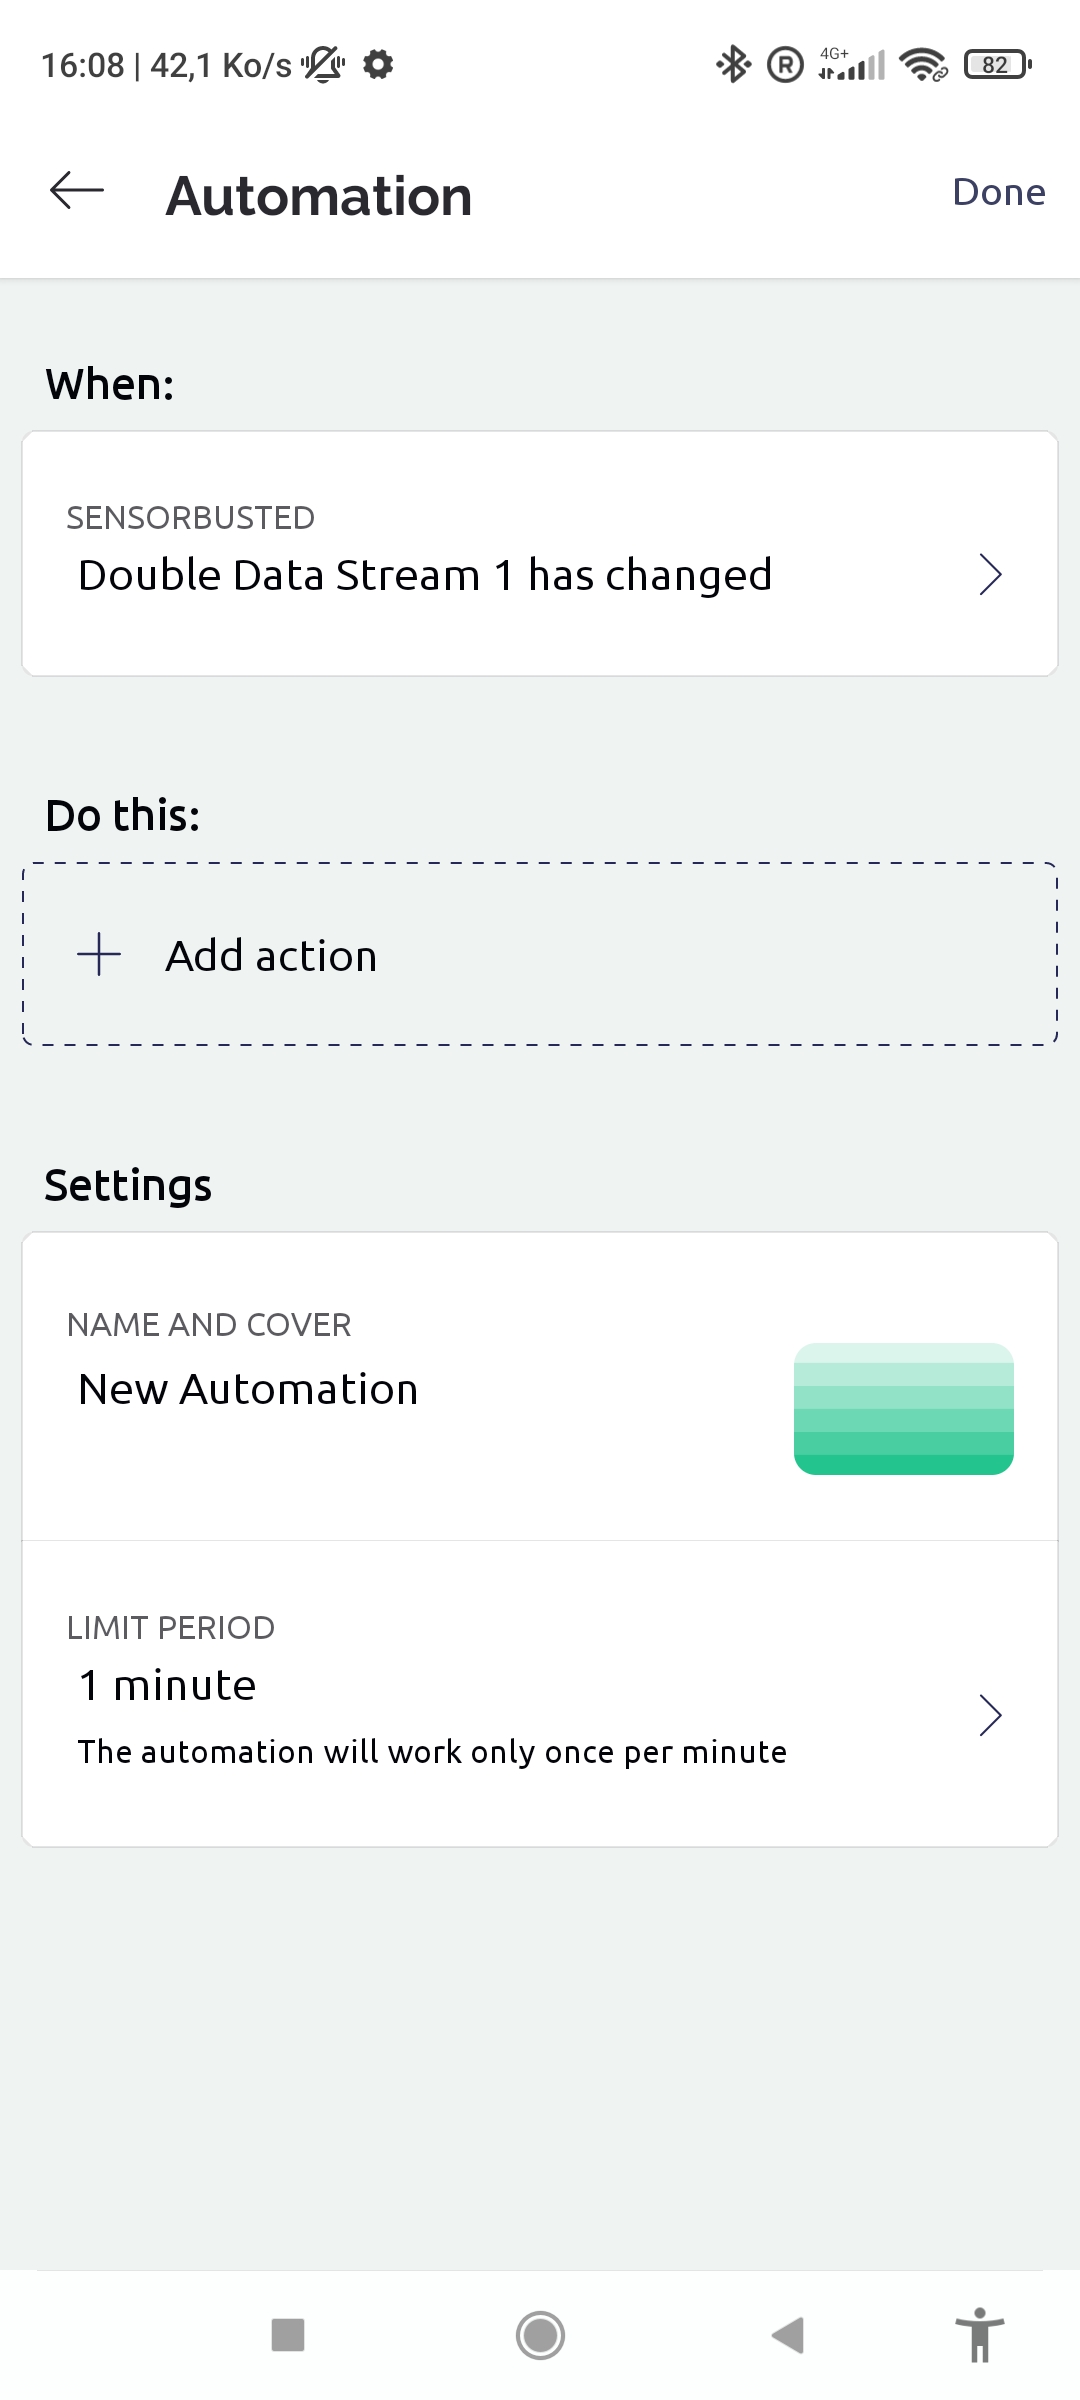 16:08 | 42,1 Ko/s
R 4G+ 82
Automation
Done
When:
SENSORBUSTED
Double Data Stream 1 has changed
Do this:
Add action
Settings
NAME AND COVER
New Automation
LIMIT PERIOD
1 minute
The automation will work only once per minute